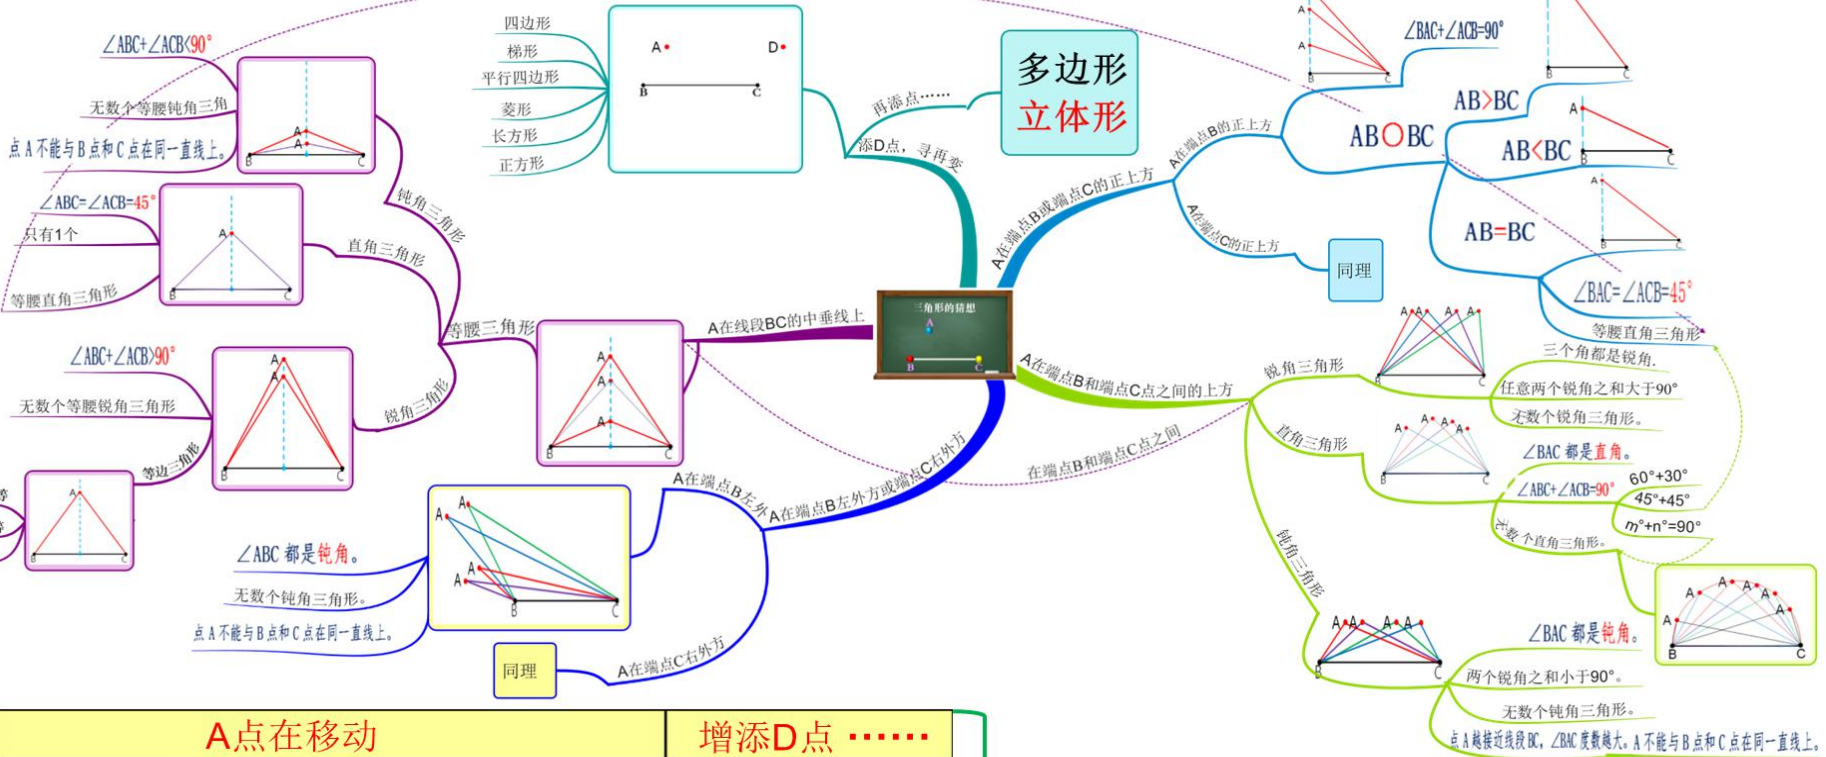 三角形的猜想
A
B
C
A在端点B或端点C的正上方
A在端点B的正上方
∠BAC+∠ACB=90°
AB○BC
AB>BC
AB<BC
AB=BC
∠BAC=∠ACB=45°
等腰直角三角形
A在端点C的正上方
同理
A在端点B和端点C点之间的上方
锐角三角形
三个角都是锐角.
任意两个锐角之和大于90°
无数个锐角三角形。
直角三角形
∠BAC 都是直角。
∠ABC+∠ACB=90°
60°+30°
45°+45°
m°+n°=90°
无数个直角三角形。
钝角三角形
∠BAC 都是钝角。
两个锐角之和小于90°。
无数个钝角三角形。
点 A 越接近线段 BC，∠BAC 度数越大。A 不能与 B 点和 C 点在同一直线上。
在端点B和端点C点之间
A在端点B左外方或端点C右外方
A在端点B左外
∠ABC 都是钝角。
无数个钝角三角形。
点 A 不能与 B 点和 C 点在同一直线上。
A在端点C右外方
同理
A在线段BC的中垂线上
等腰三角形
钝角三角形
∠ABC+∠ACB<90°
无数个等腰钝角三角
点 A 不能与 B 点和 C 点在同一直线上。
直角三角形
∠ABC=∠ACB=45°
只有1个
等腰直角三角形
锐角三角形
∠ABC+∠ACB>90°
无数个等腰锐角三角形
等边三角形
等
等
添D点，寻再变
四边形
梯形
平行四边形
菱形
长方形
正方形
A
D
B
C
再添点……
多边形
立体形
A点在移动
增添D点 ……